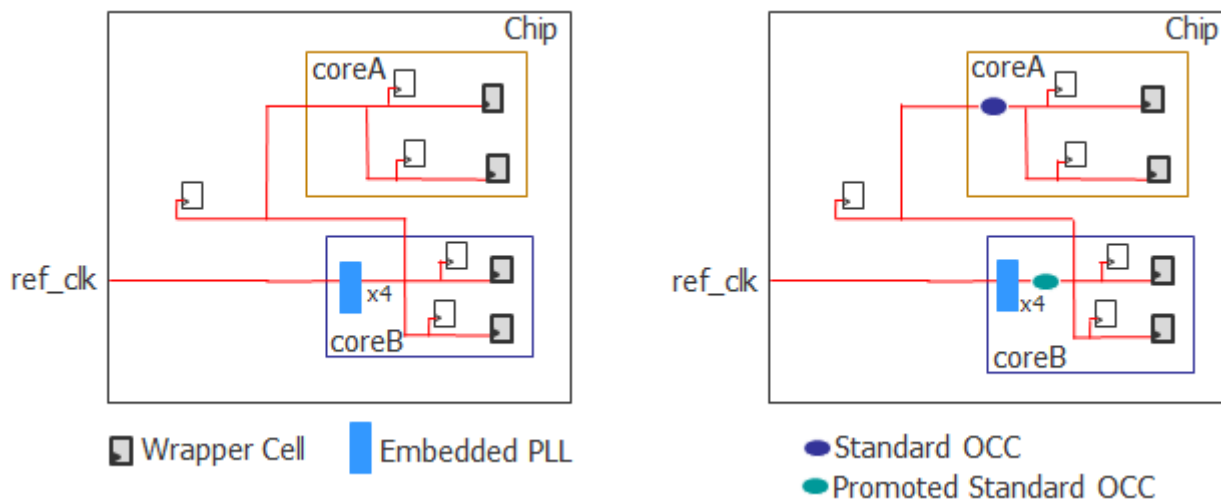 Chip
coreA
ref_clk
x4
coreB
Wrapper Cell
Embedded PLL
Chip
coreA
ref_clk
x4
coreB
Standard OCC
Promoted Standard OCC